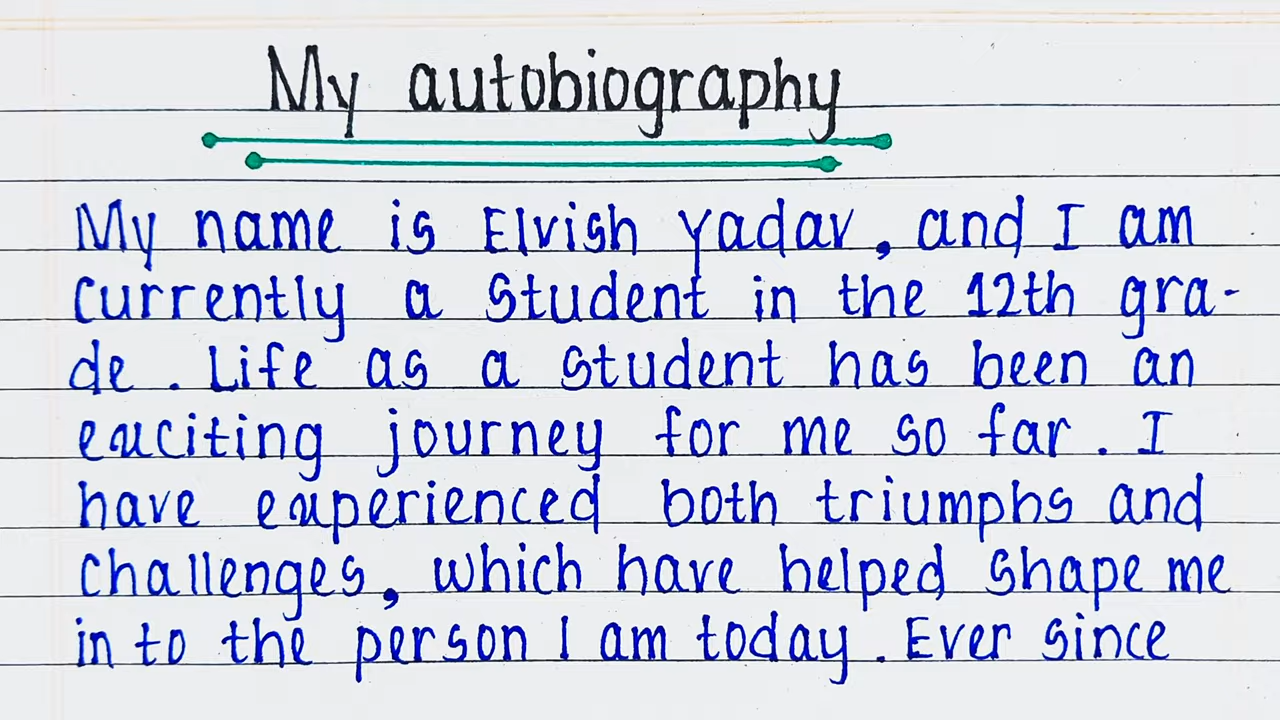 My autobiography
My name is Elvish Yadav, and I am
currently a student in the 12th gra-
de. Life as a student has been an
exciting journey for me so far. I
have experienced both triumphs and
challenges, which have helped shape me
in to the person I am today. Ever since